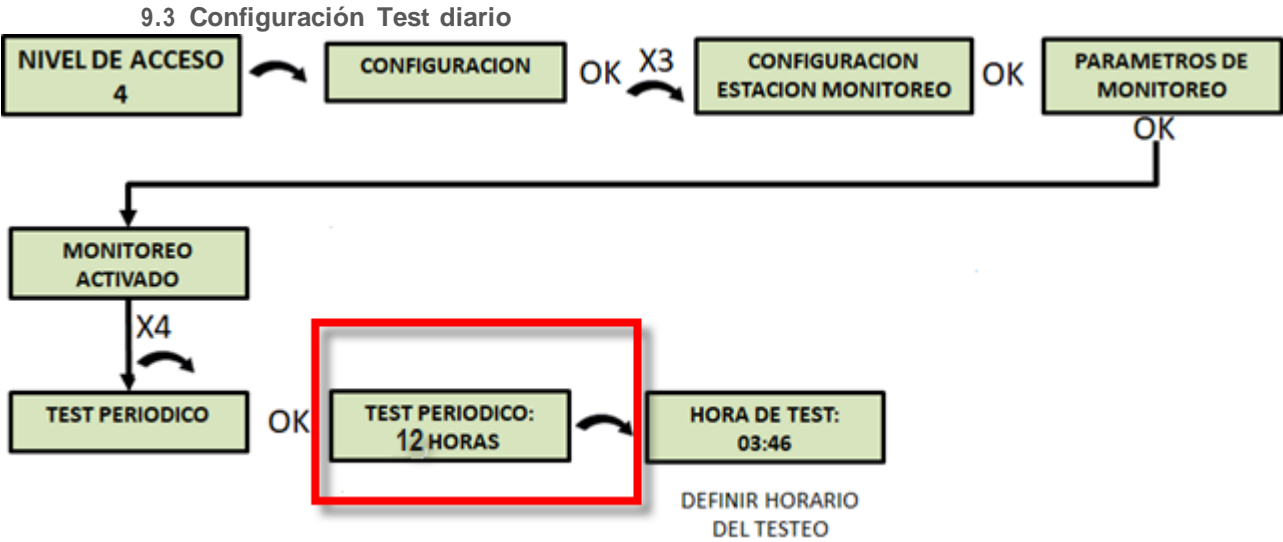 9.3 Configuración Test diario
NIVEL DE ACCESO
4
CONFIGURACION
OK
X3
CONFIGURACION
ESTACION MONITOREO
OK
PARAMETROS DE
MONITOREO
OK
MONITOREO
ACTIVADO
X4
TEST PERIODICO
OK
TEST PERIODICO:
12 HORAS
HORA DE TEST:
03:46
DEFINIR HORARIO
DEL TESTEO